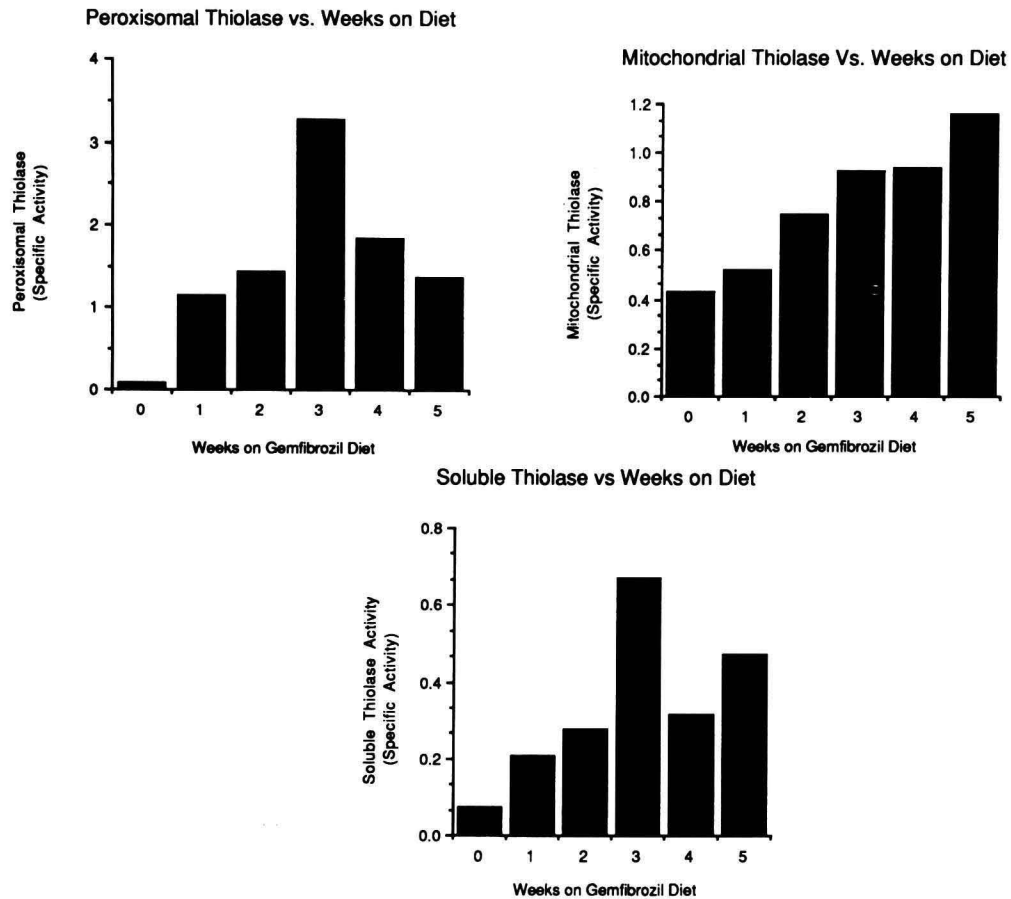 Peroxisomal Thiolase vs. Weeks on Diet
Peroxisomal Thiolase
(Specific Activity)
4
3
2
1
0
0 1 2 3 4 5
Weeks on Gemfibrozil Diet
Mitochondrial Thiolase Vs. Weeks on Diet
Mitochondrial Thiolase
(Specific Activity)
1.2
1.0
0.8
0.6
0.4
0.2
0.0
0 1 2 3 4 5
Weeks on Gemfibrozil Diet
Soluble Thiolase vs Weeks on Diet
Soluble Thiolase Activity
(Specific Activity)
0.8
0.6
0.4
0.2
0.0
0 1 2 3 4 5
Weeks on Gemfibrozil Diet